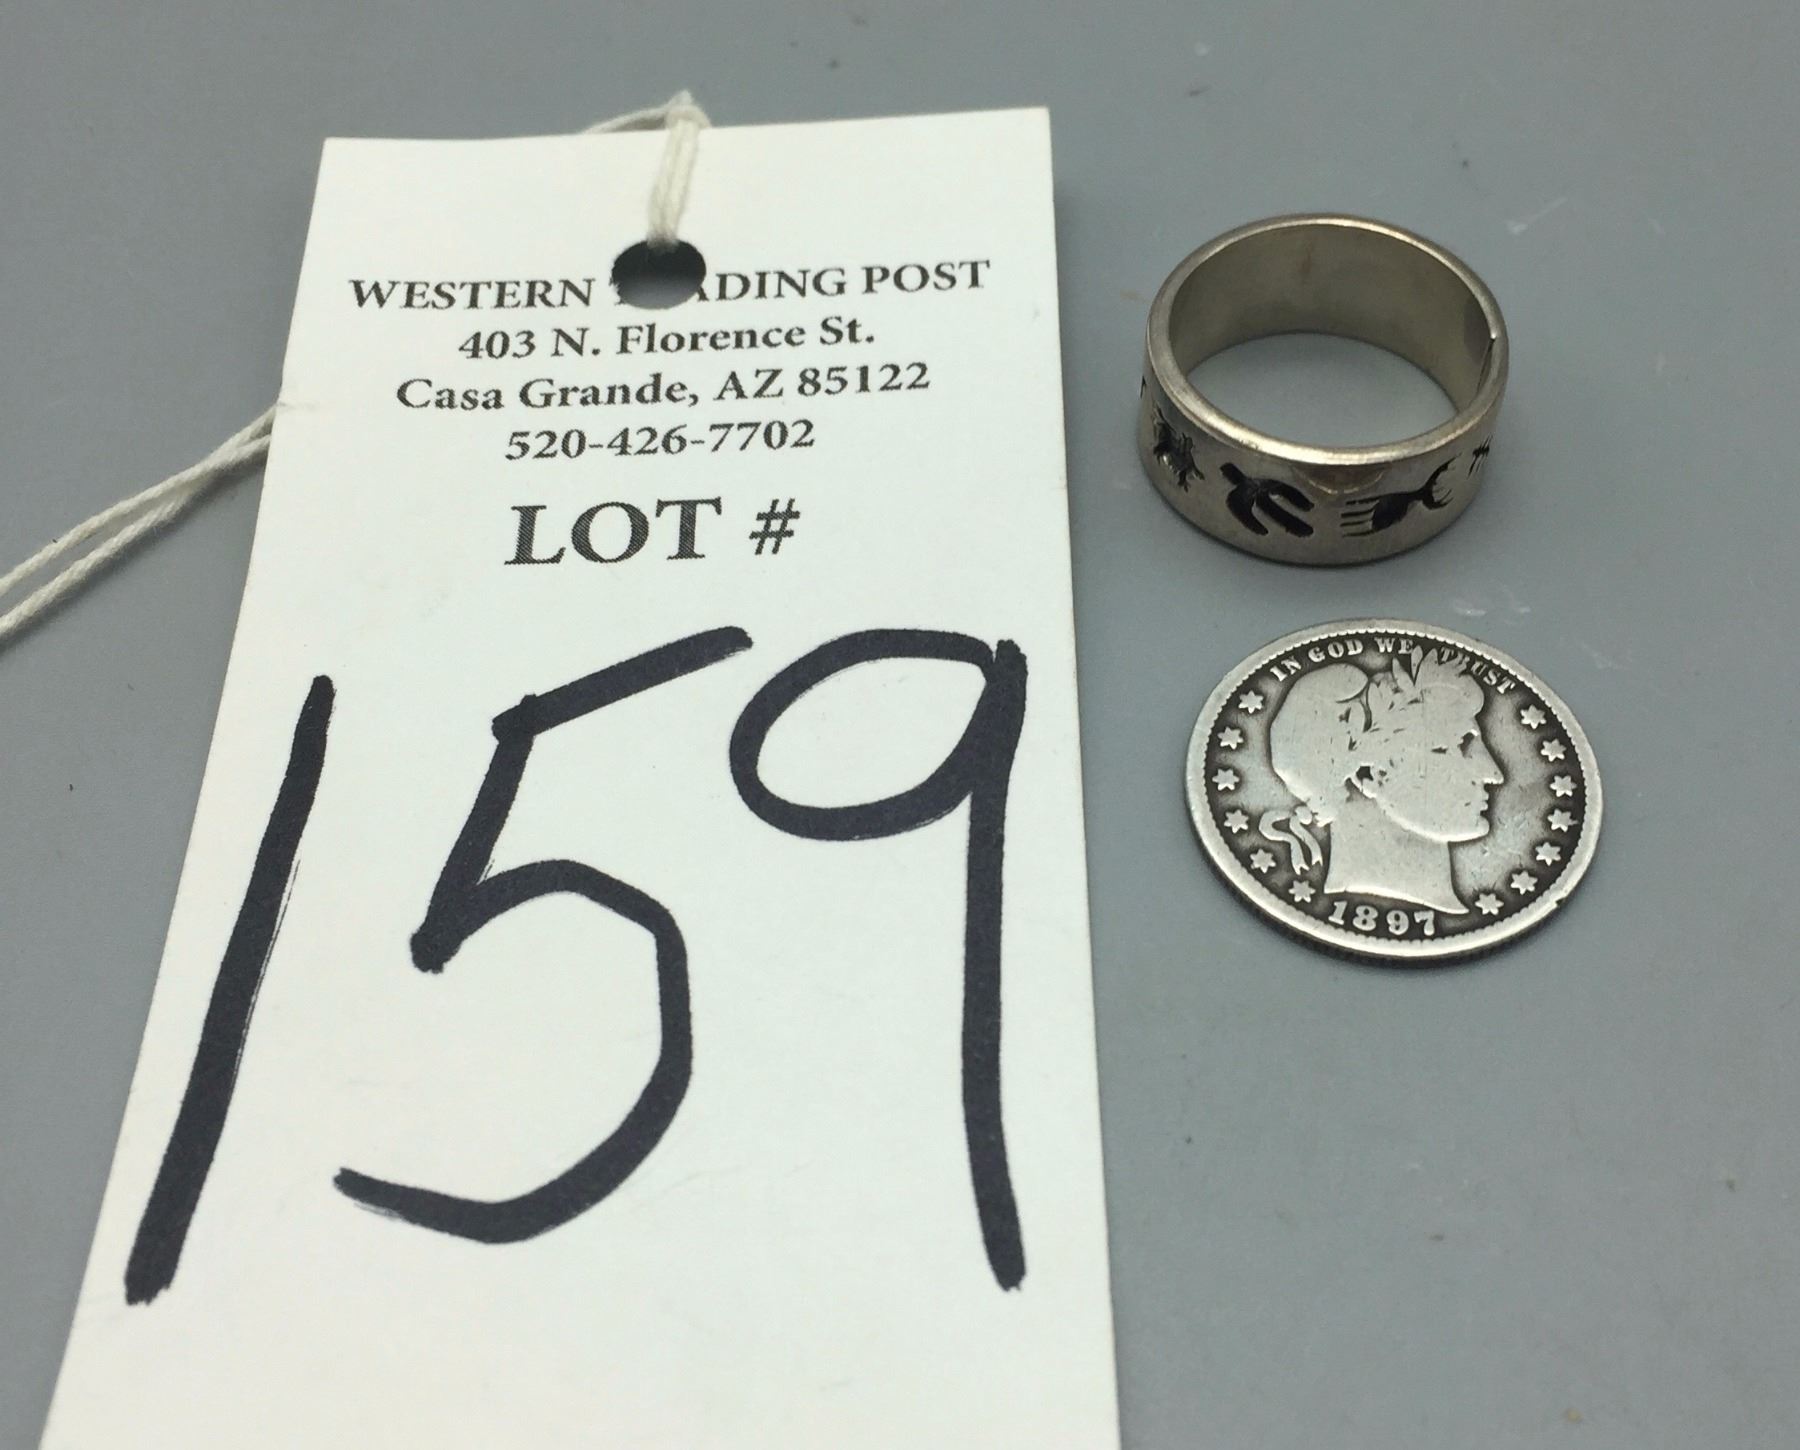 WESTERN POST
403 N. Florence St.
Casa Grande, AZ 85122
520-426-7702
LOT #
159
IN GOD WE TRUST
1897